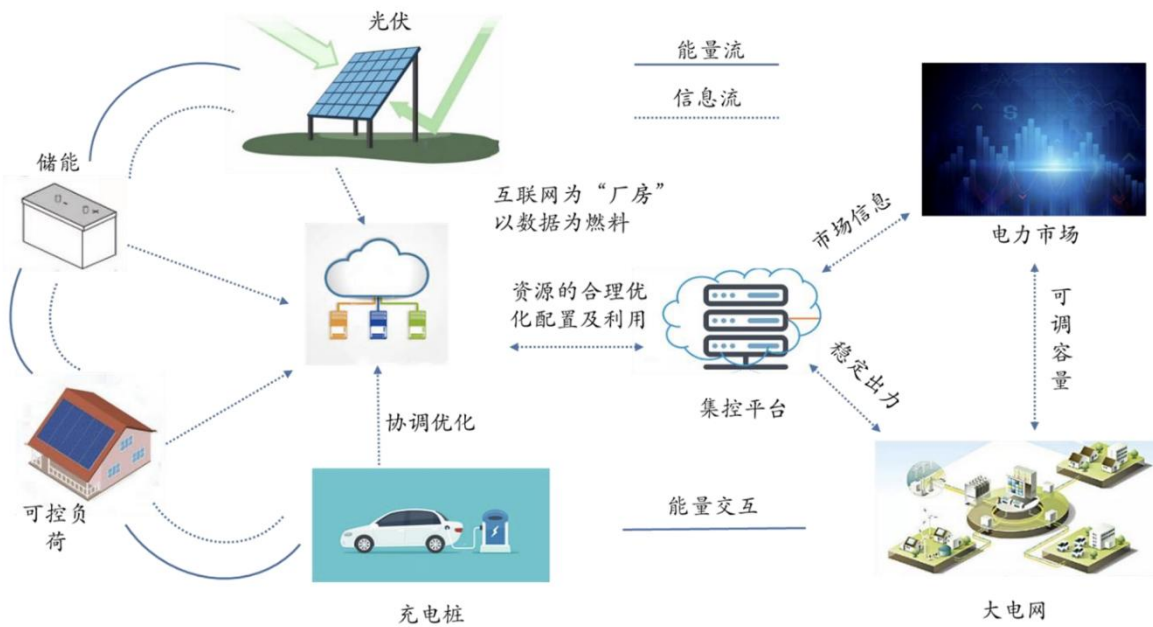 光伏
能量流
信息流
储能
互联网为“厂房”
以数据为燃料
市场信息
电力市场
资源的合理优
化配置及利用
可调容量
稳定出力
集控平台
协调优化
可控负
荷
能量交互
充电桩
大电网